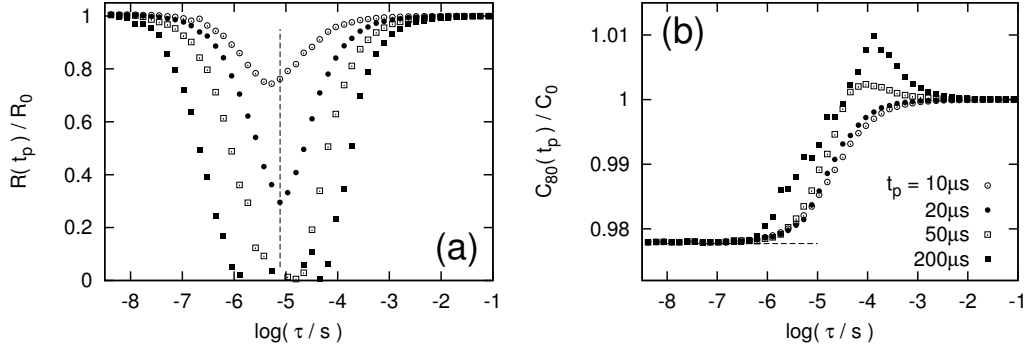 R( t_p ) / R_0
1
0.8
0.6
0.4
0.2
0
-8 -7 -6 -5 -4 -3 -2 -1
log( τ / s )
(a)
C_80( t_p ) / C_0
1.01
1
0.99
0.98
-8 -7 -6 -5 -4 -3 -2 -1
log( τ / s )
(b)
t_p = 10μs
20μs
50μs
200μs